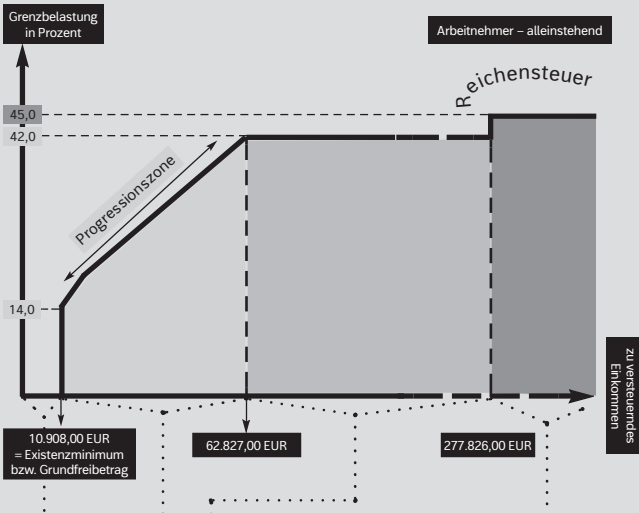 Grenzbelastung
in Prozent
Arbeitnehmer – alleinstehend
Reichensteuer
45,0
42,0
Progressionszone
14,0
zu versteuerndes
Einkommen
10.908,00 EUR
= Existenzminimum
bzw. Grundfreibetrag
62.827,00 EUR
277.826,00 EUR